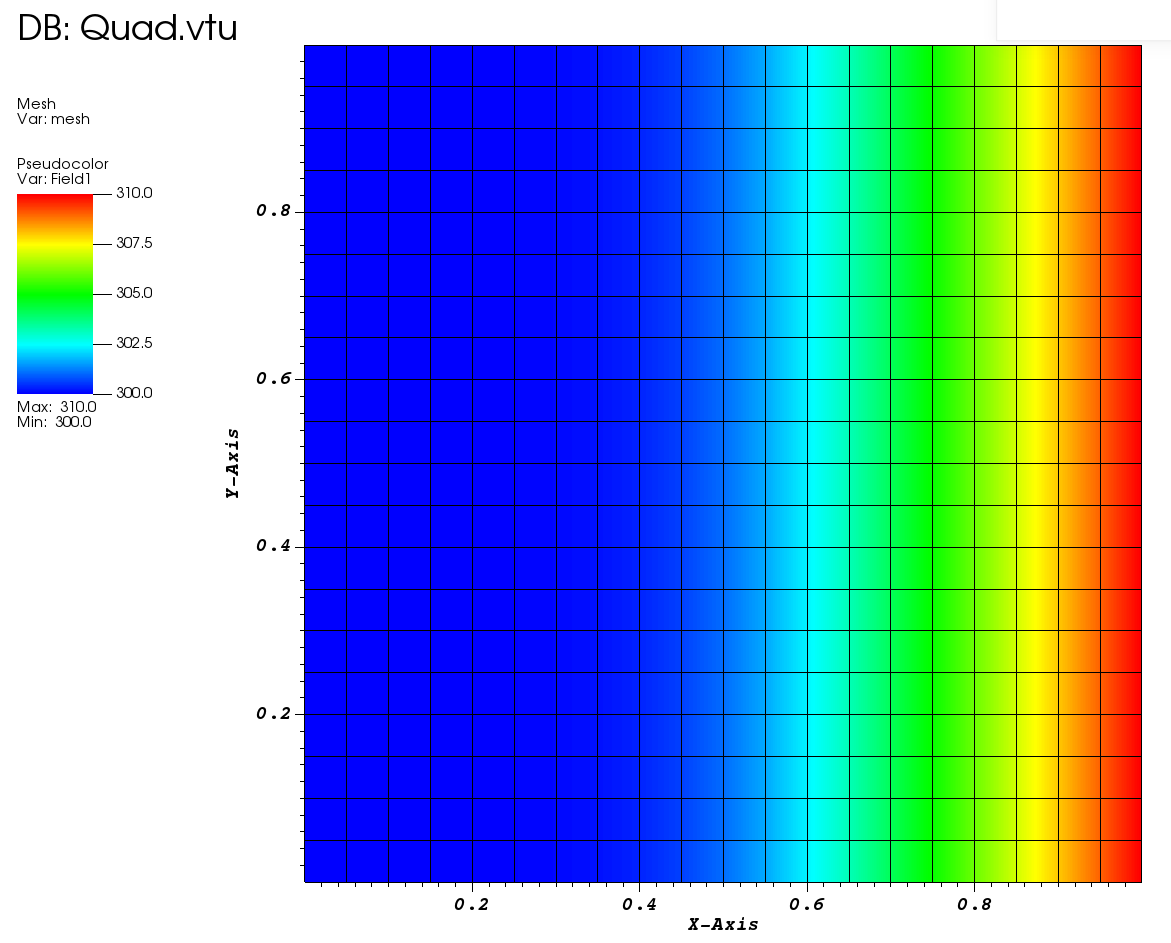 DB: Quad.vtu
Mesh
Var: mesh
Pseudocolor
Var: Field1
310.0
307.5
305.0
302.5
300.0
Max: 310.0
Min: 300.0
Y-Axis
0.8
0.6
0.4
0.2
0.2 0.4 0.6 0.8
X-Axis